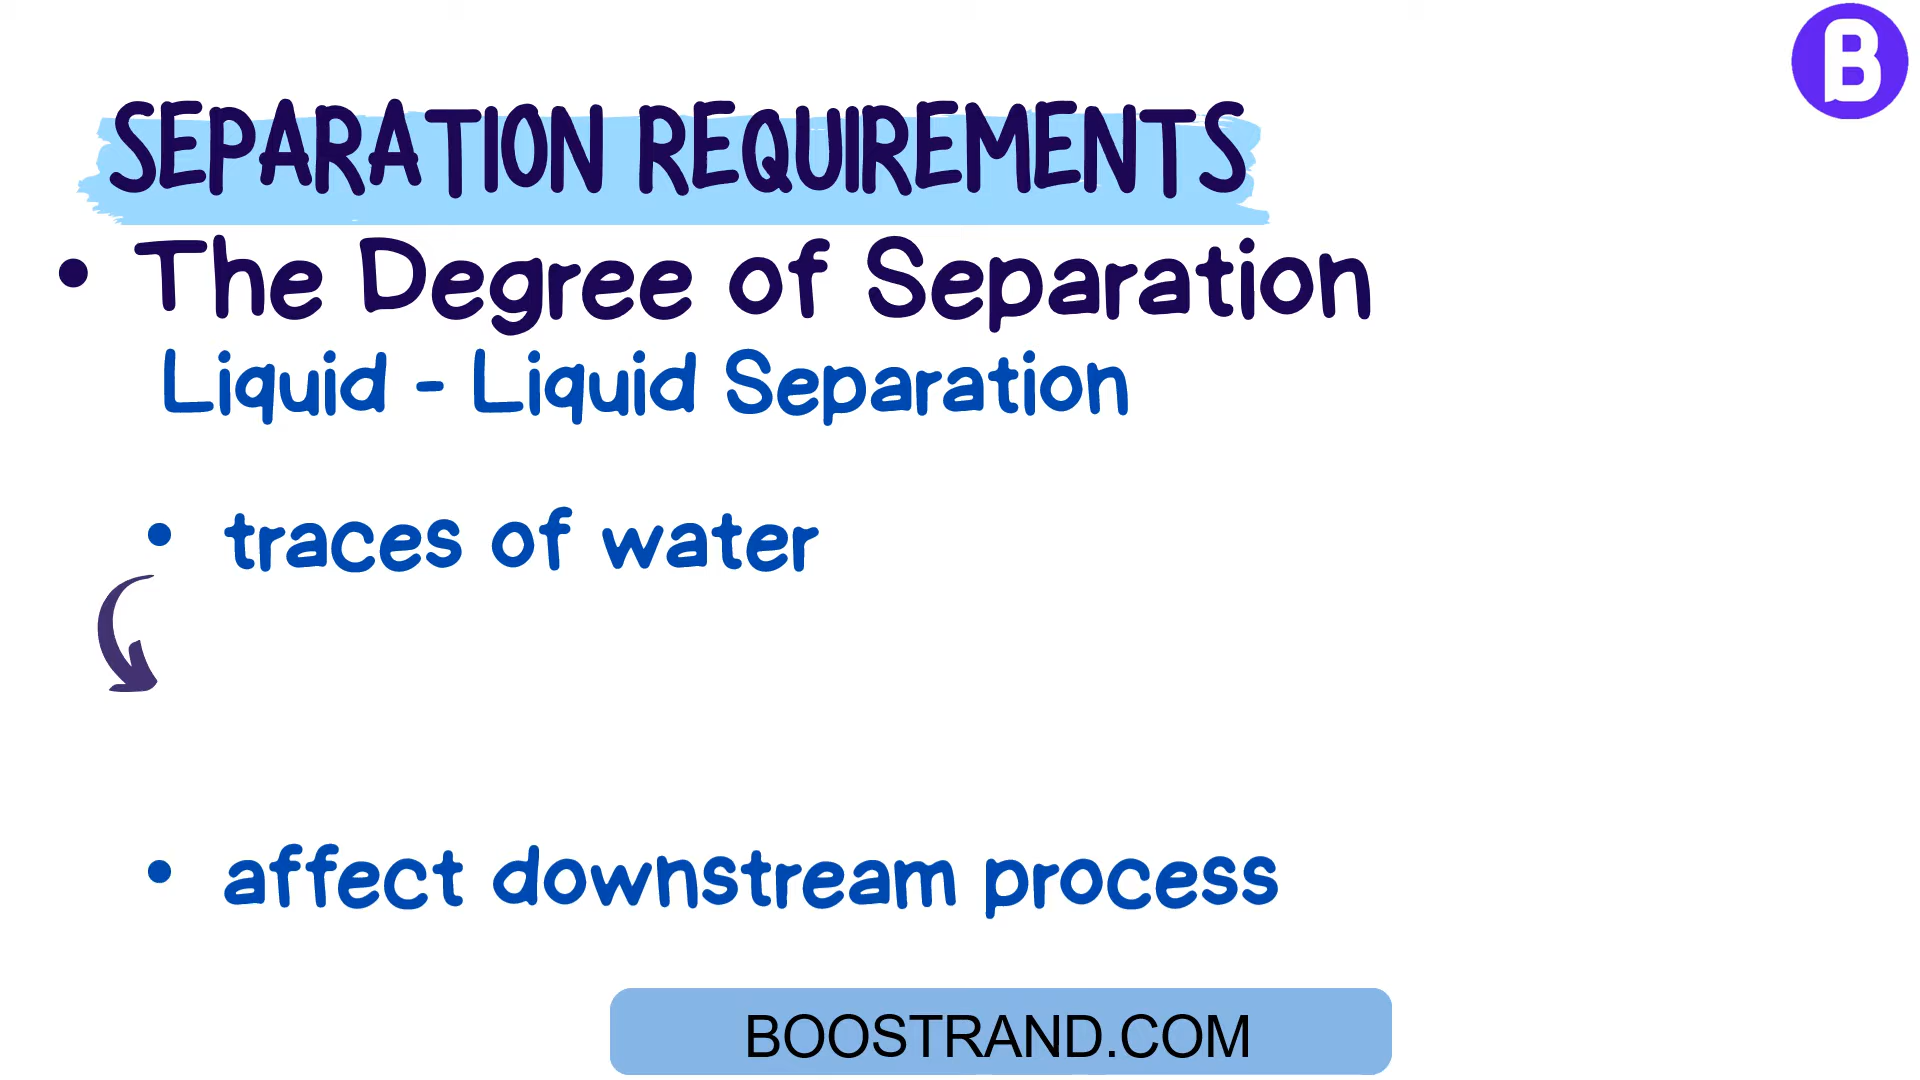 B
SEPARATION REQUIREMENTS
• The Degree of Separation
Liquid - Liquid Separation
• traces of water
• affect downstream process
BOOSTRAND.COM